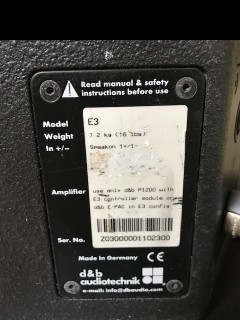 Read manual & safety
instructions before use
Model E3
Weight 7.2 kg (16 lbs)
In +/- Speakon 1+/1-
Amplifier use only d&b P1200 with
E3 controller module or
d&b E-PAC in E3 config.
Ser. No. Z03000001102300
Made in Germany CE
d&b
audiotechnik
e-mail: info@dbaudio.com